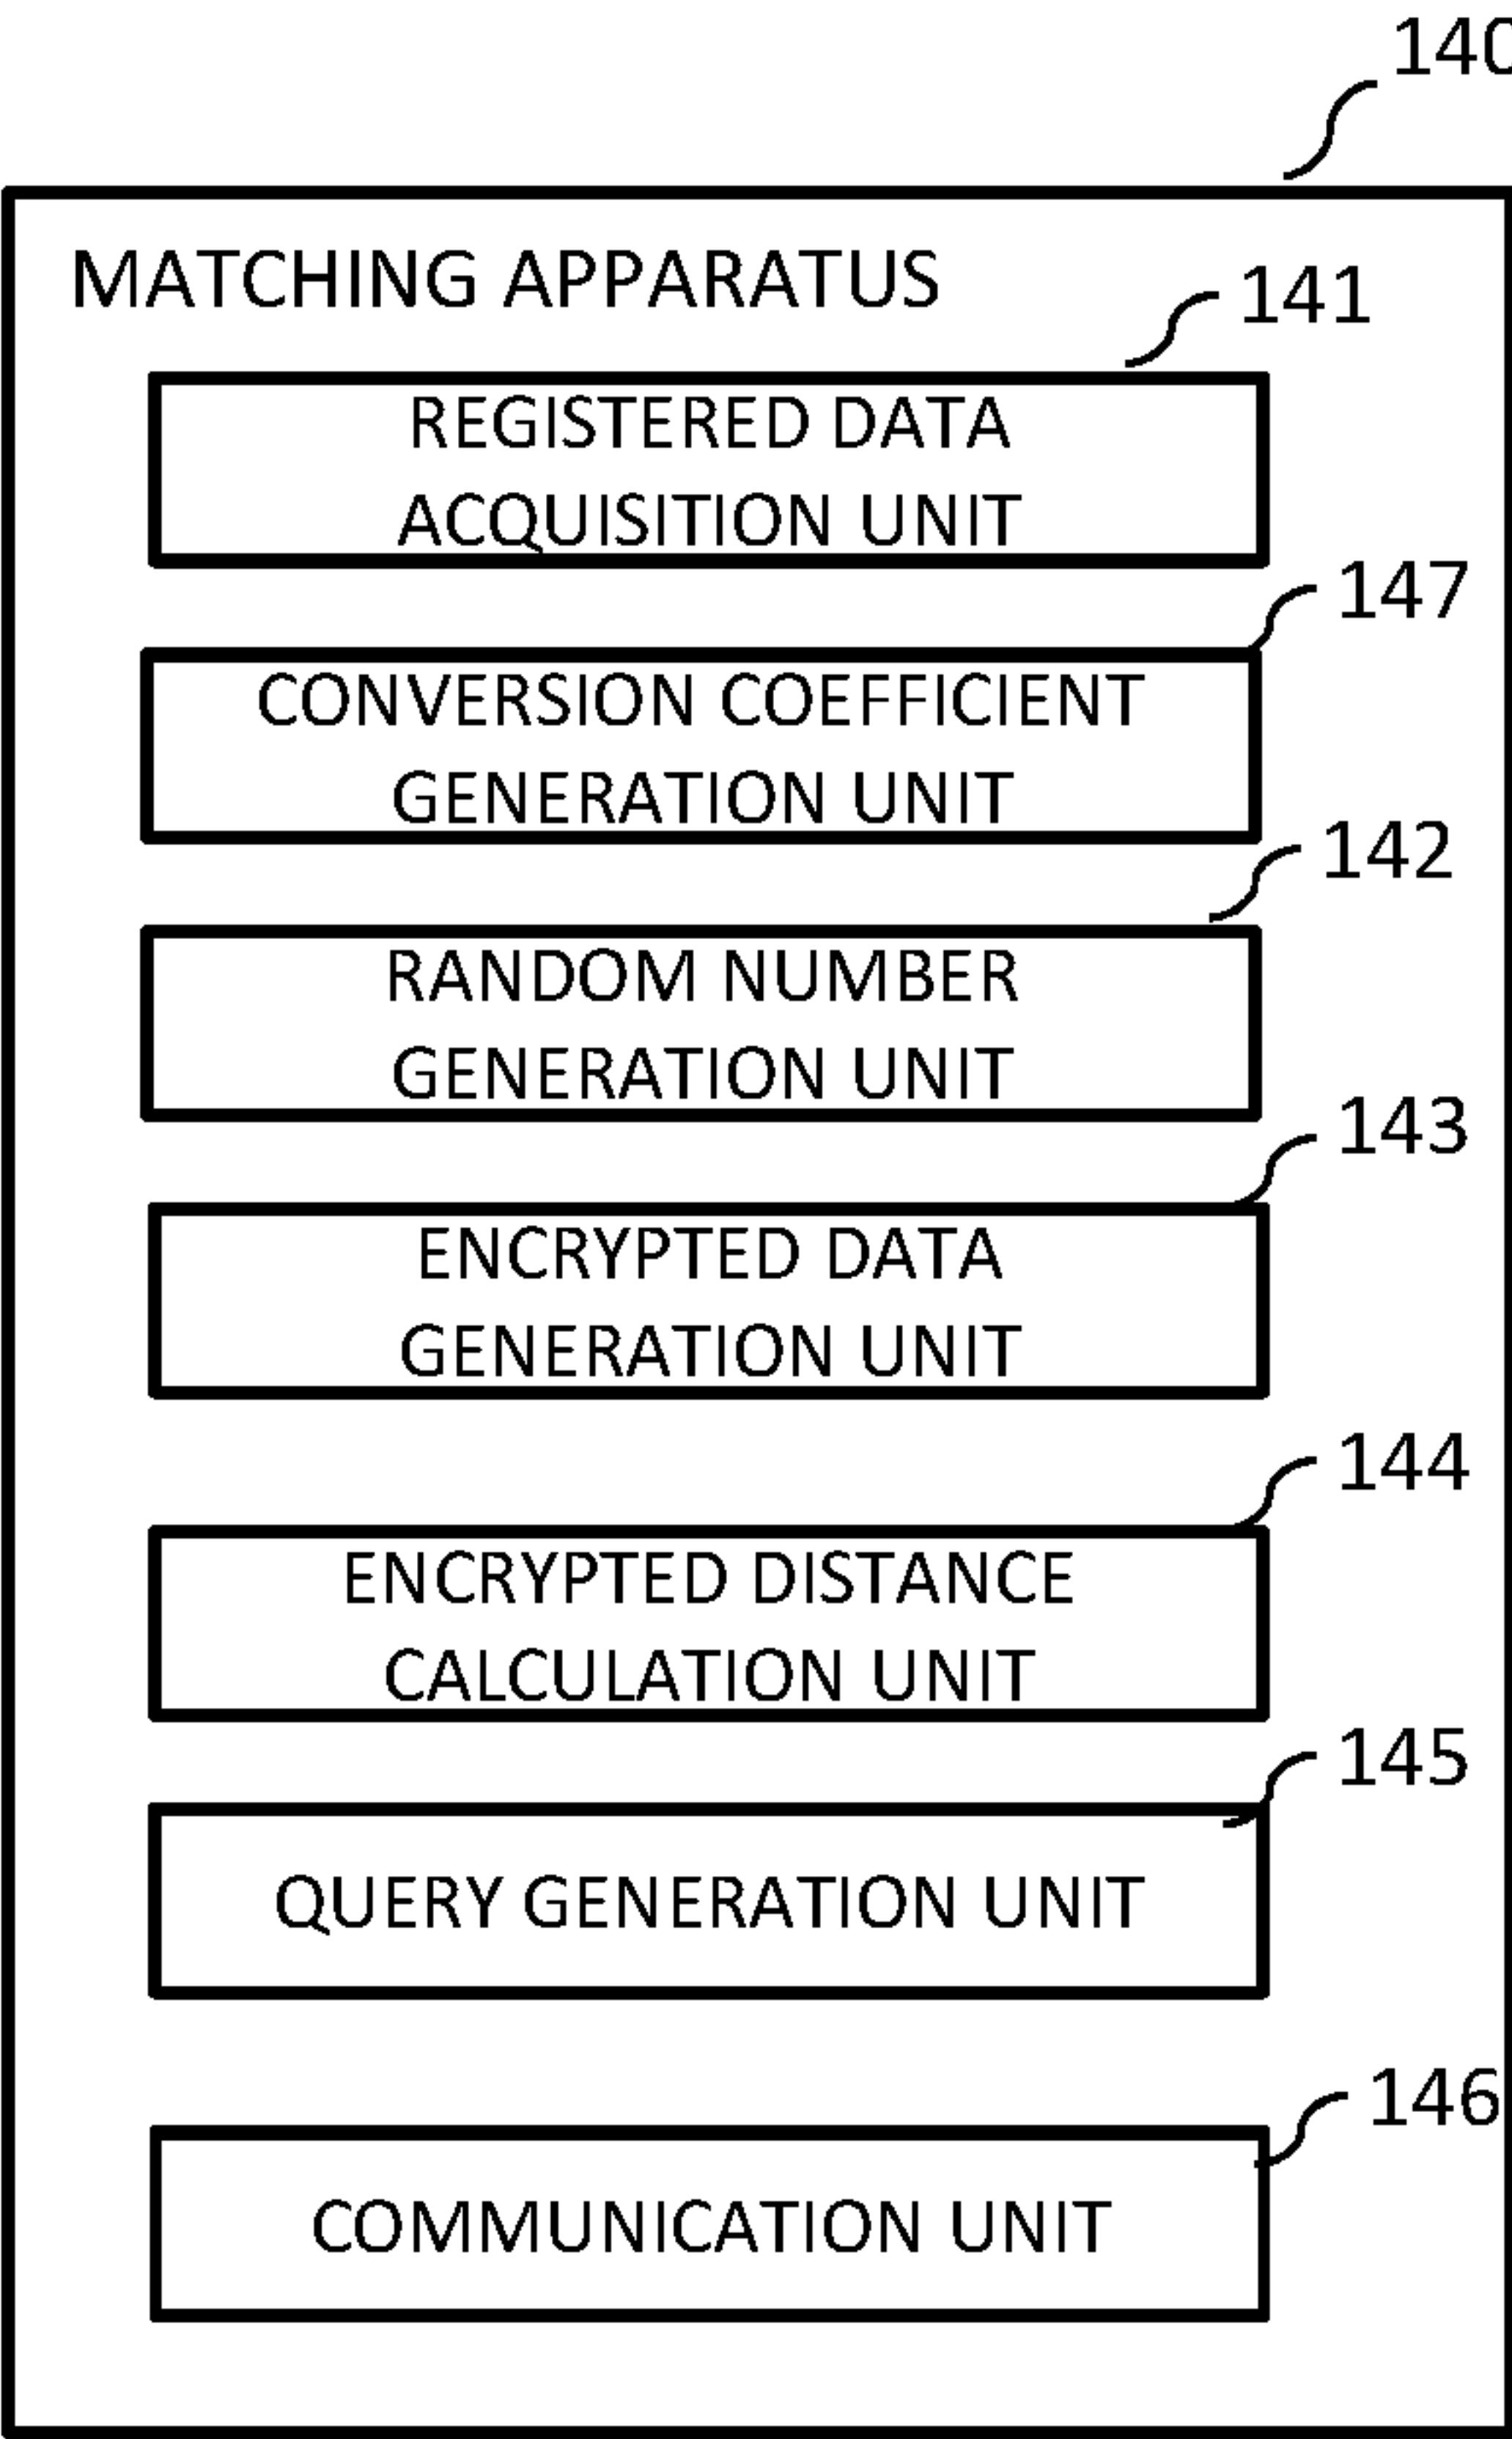 140
MATCHING APPARATUS
141
REGISTERED DATA
ACQUISITION UNIT
147
CONVERSION COEFFICIENT
GENERATION UNIT
142
RANDOM NUMBER
GENERATION UNIT
143
ENCRYPTED DATA
GENERATION UNIT
144
ENCRYPTED DISTANCE
CALCULATION UNIT
145
QUERY GENERATION UNIT
146
COMMUNICATION UNIT